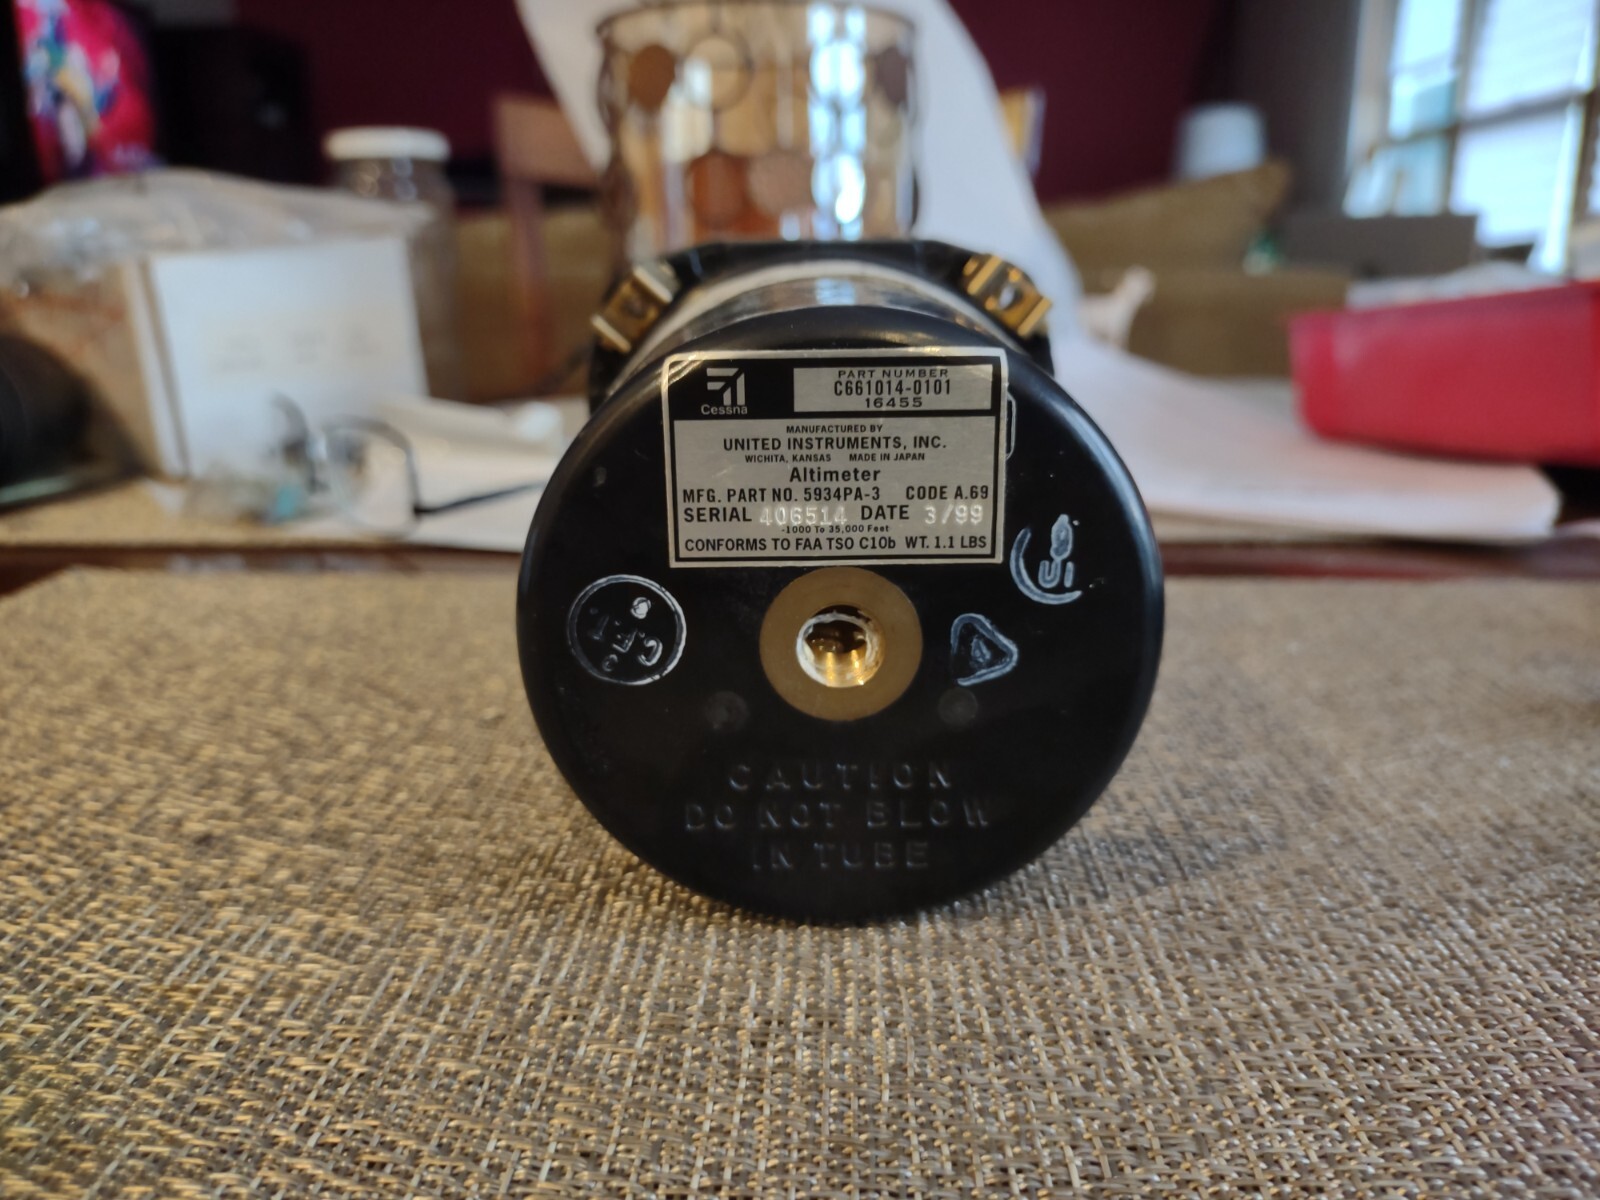 Cessna
PART NUMBER
C661014-0101
16455
MANUFACTURED BY
UNITED INSTRUMENTS, INC.
WICHITA, KANSAS MADE IN JAPAN
Altimeter
MFG. PART NO. 5934PA-3 CODE A.69
SERIAL 406514 DATE 3/99
-1000 To 35,000 Feet
CONFORMS TO FAA TSO C10b WT. 1.1 LBS
UI
CAUTION
DO NOT BLOW
IN TUBE